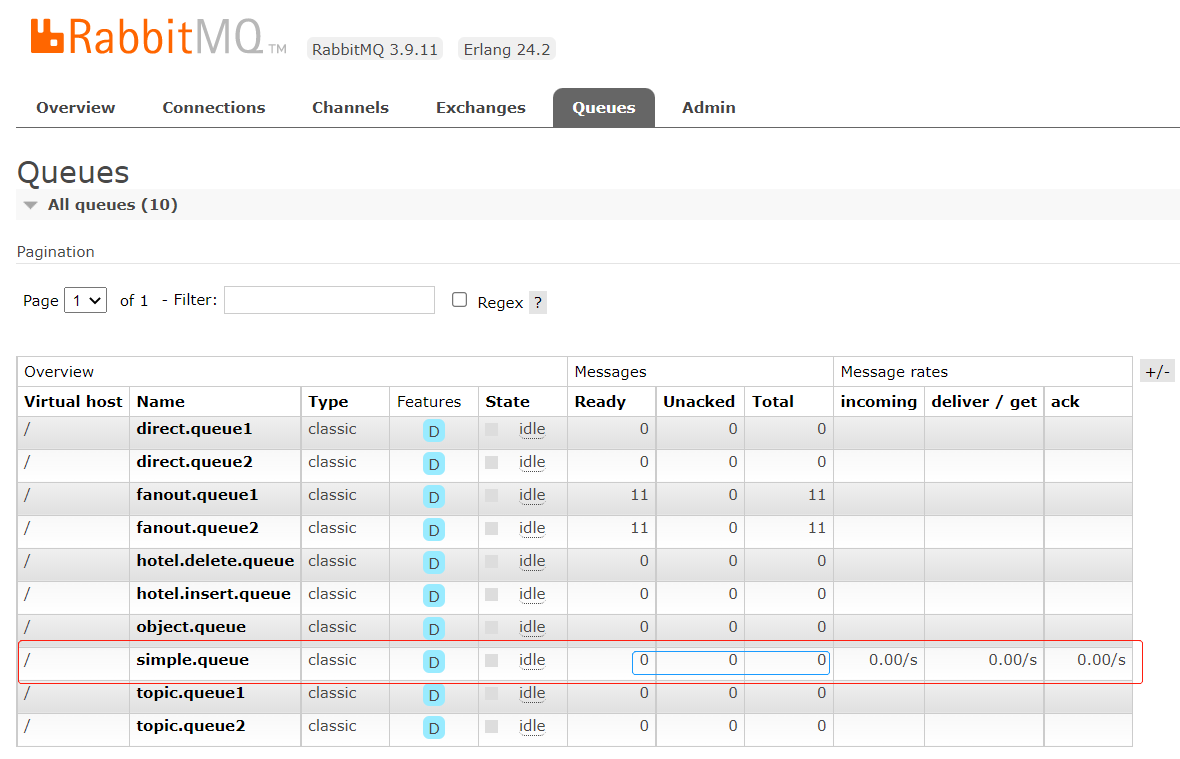 RabbitMQ TM RabbitMQ 3.9.11 Erlang 24.2
Overview Connections Channels Exchanges Queues Admin
Queues
All queues (10)
Pagination
Page 1 of 1 - Filter: Regex ?
Overview Messages Message rates +/-
Virtual host Name Type Features State Ready Unacked Total incoming deliver / get ack
/ direct.queue1 classic D idle 0 0 0
/ direct.queue2 classic D idle 0 0 0
/ fanout.queue1 classic D idle 11 0 11
/ fanout.queue2 classic D idle 11 0 11
/ hotel.delete.queue classic D idle 0 0 0
/ hotel.insert.queue classic D idle 0 0 0
/ object.queue classic D idle 0 0 0
/ simple.queue classic D idle 0 0 0 0.00/s 0.00/s 0.00/s
/ topic.queue1 classic D idle 0 0 0
/ topic.queue2 classic D idle 0 0 0